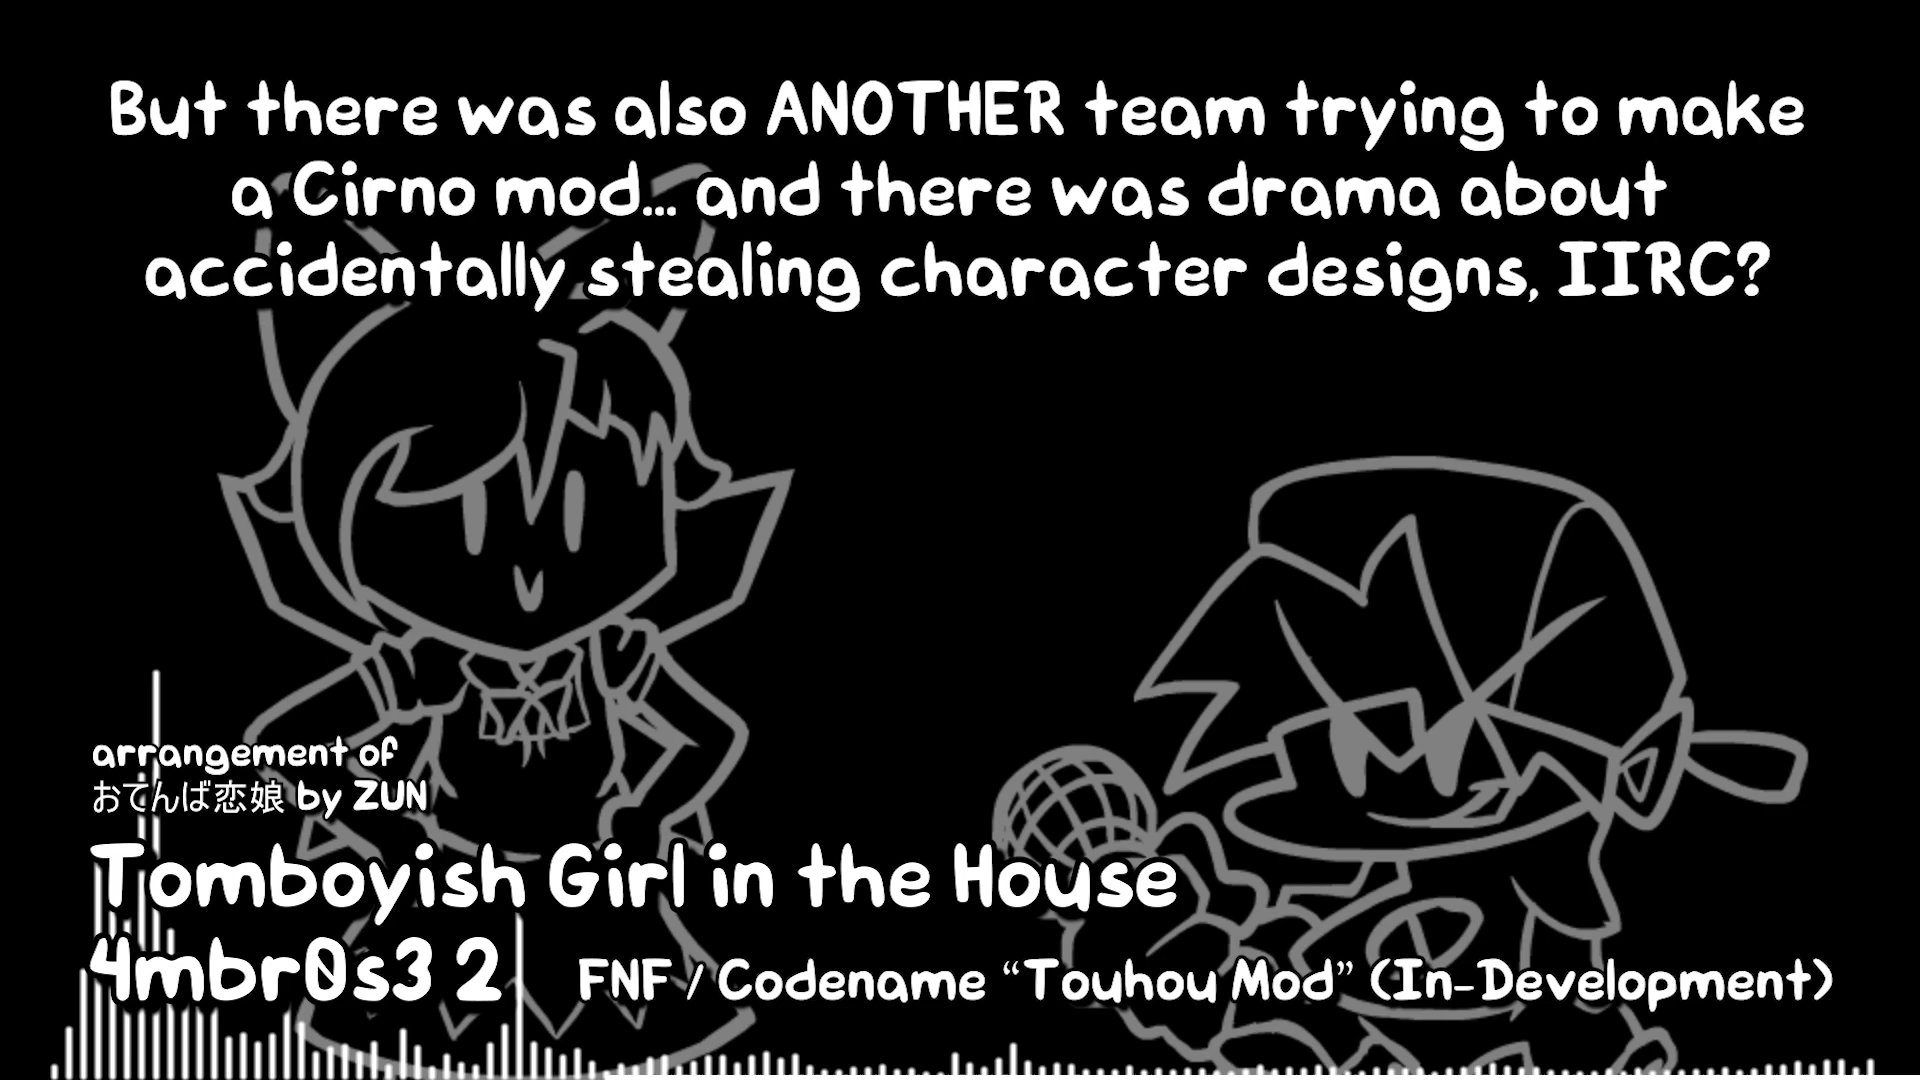 But there was also ANOTHER team trying to make
a Cirno mod... and there was drama about
accidentally stealing character designs, IIRC?
arrangement of
おてんば恋娘 by ZUN
Tomboyish Girl in the House
4mbr0s3 2
FNF / Codename “Touhou Mod” (In-Development)